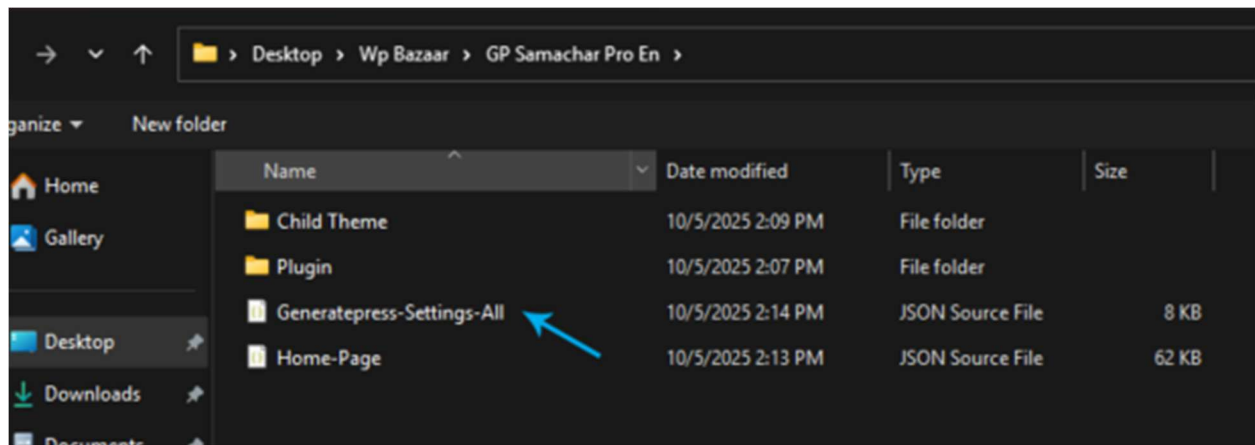 Desktop > Wp Bazaar > GP Samachar Pro En >
ganize New folder
Name Date modified Type Size
Home
Gallery
Desktop
Downloads
Documents
Child Theme 10/5/2025 2:09 PM File folder
Plugin 10/5/2025 2:07 PM File folder
Generatepress-Settings-All 10/5/2025 2:14 PM JSON Source File 8 KB
Home-Page 10/5/2025 2:13 PM JSON Source File 62 KB